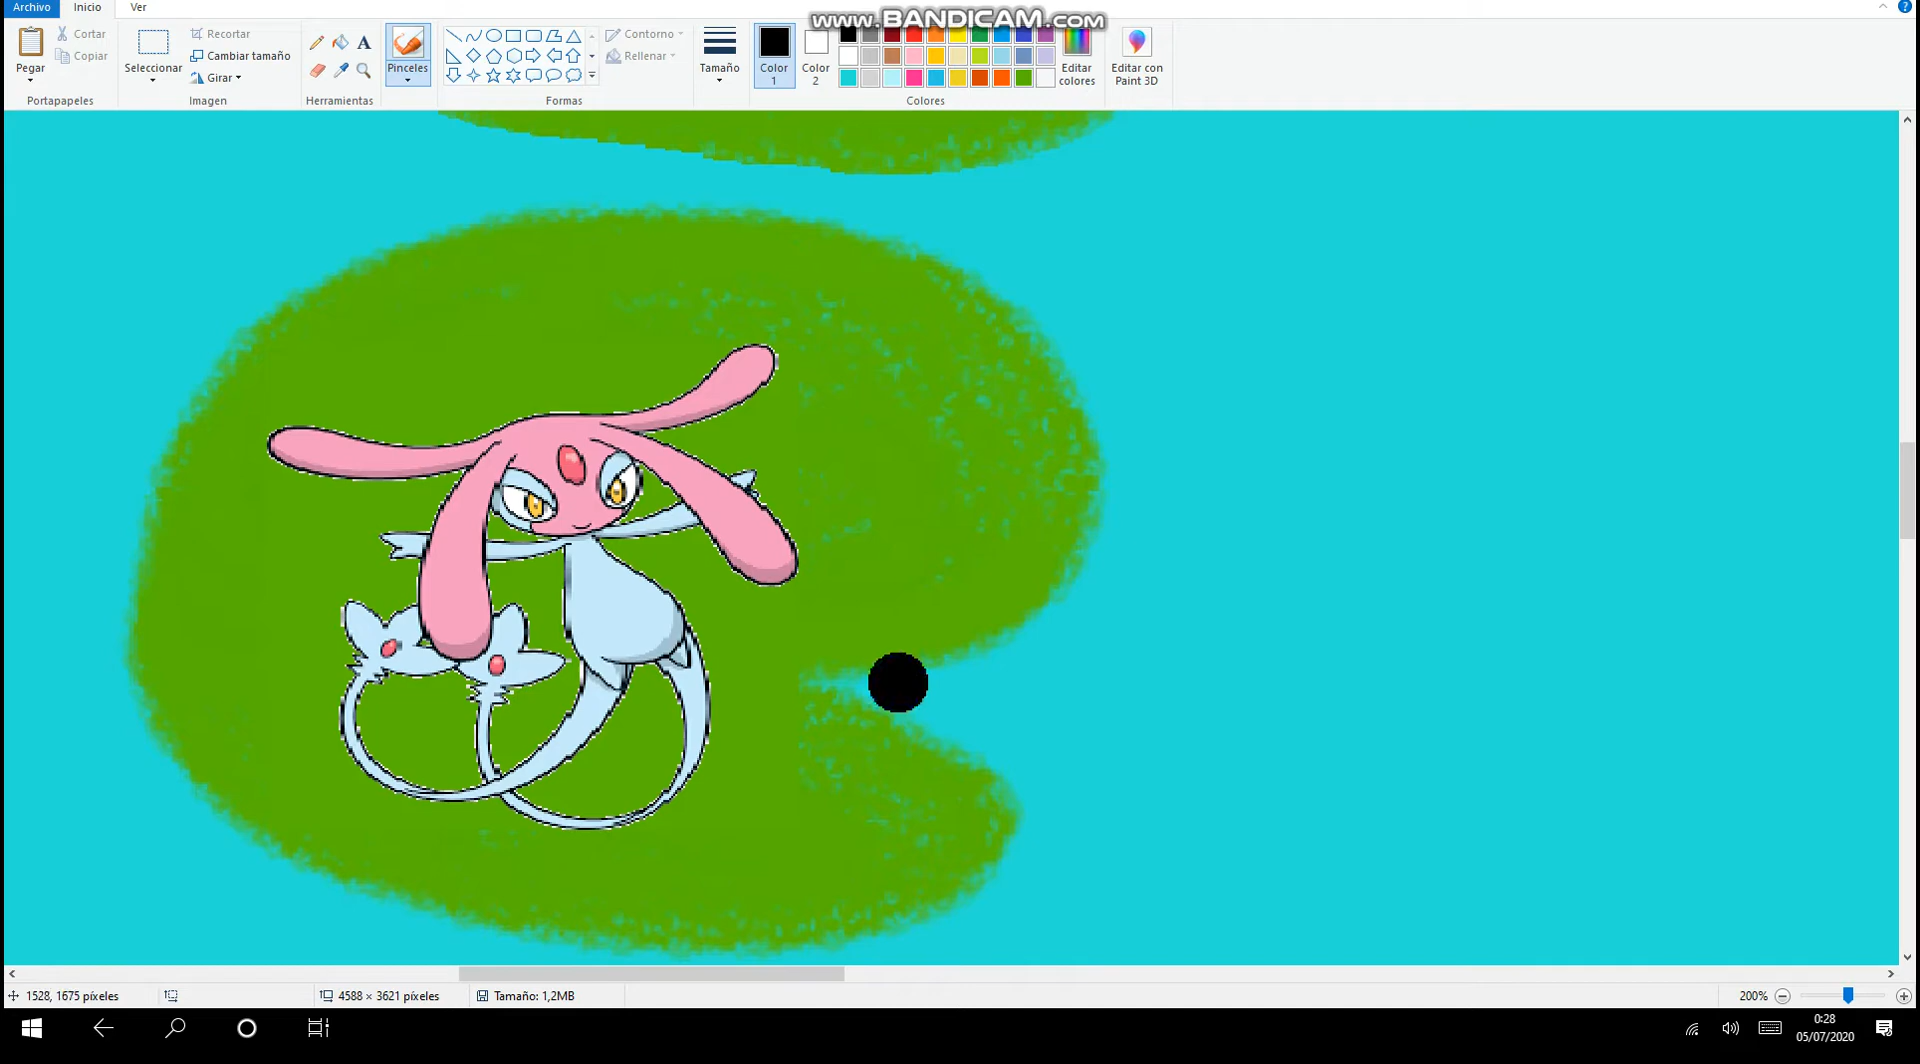 Archivo Inicio Ver
www.BANDICAM.com
Pegar
Cortar
Copiar
Portapapeles
Seleccionar
Recortar
Cambiar tamaño
Girar
Imagen
A
Herramientas
Pinceles
Contorno
Rellenar
Formas
Tamaño
Color 1
Color 2
Editar colores
Colores
Editar con Paint 3D
1528, 1675 píxeles
4588 × 3621 píxeles
Tamaño: 1,2MB
200%
0:28
05/07/2020